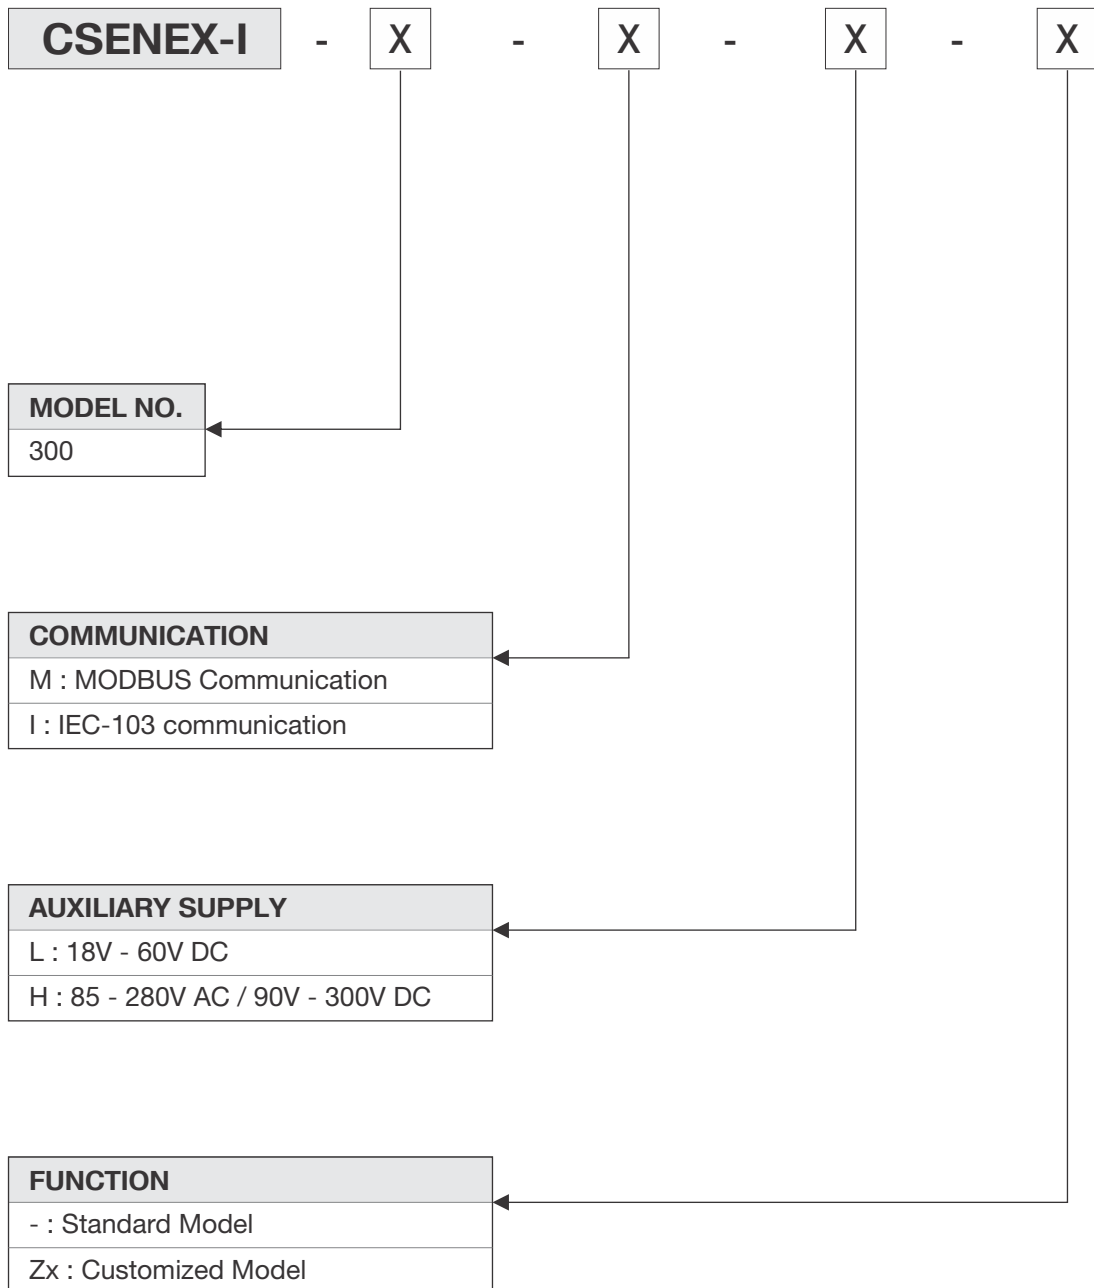 CSENEX-I - X - X - X - X
MODEL NO.
300
COMMUNICATION
M : MODBUS Communication
I : IEC-103 communication
AUXILIARY SUPPLY
L : 18V - 60V DC
H : 85 - 280V AC / 90V - 300V DC
FUNCTION
- : Standard Model
Zx : Customized Model